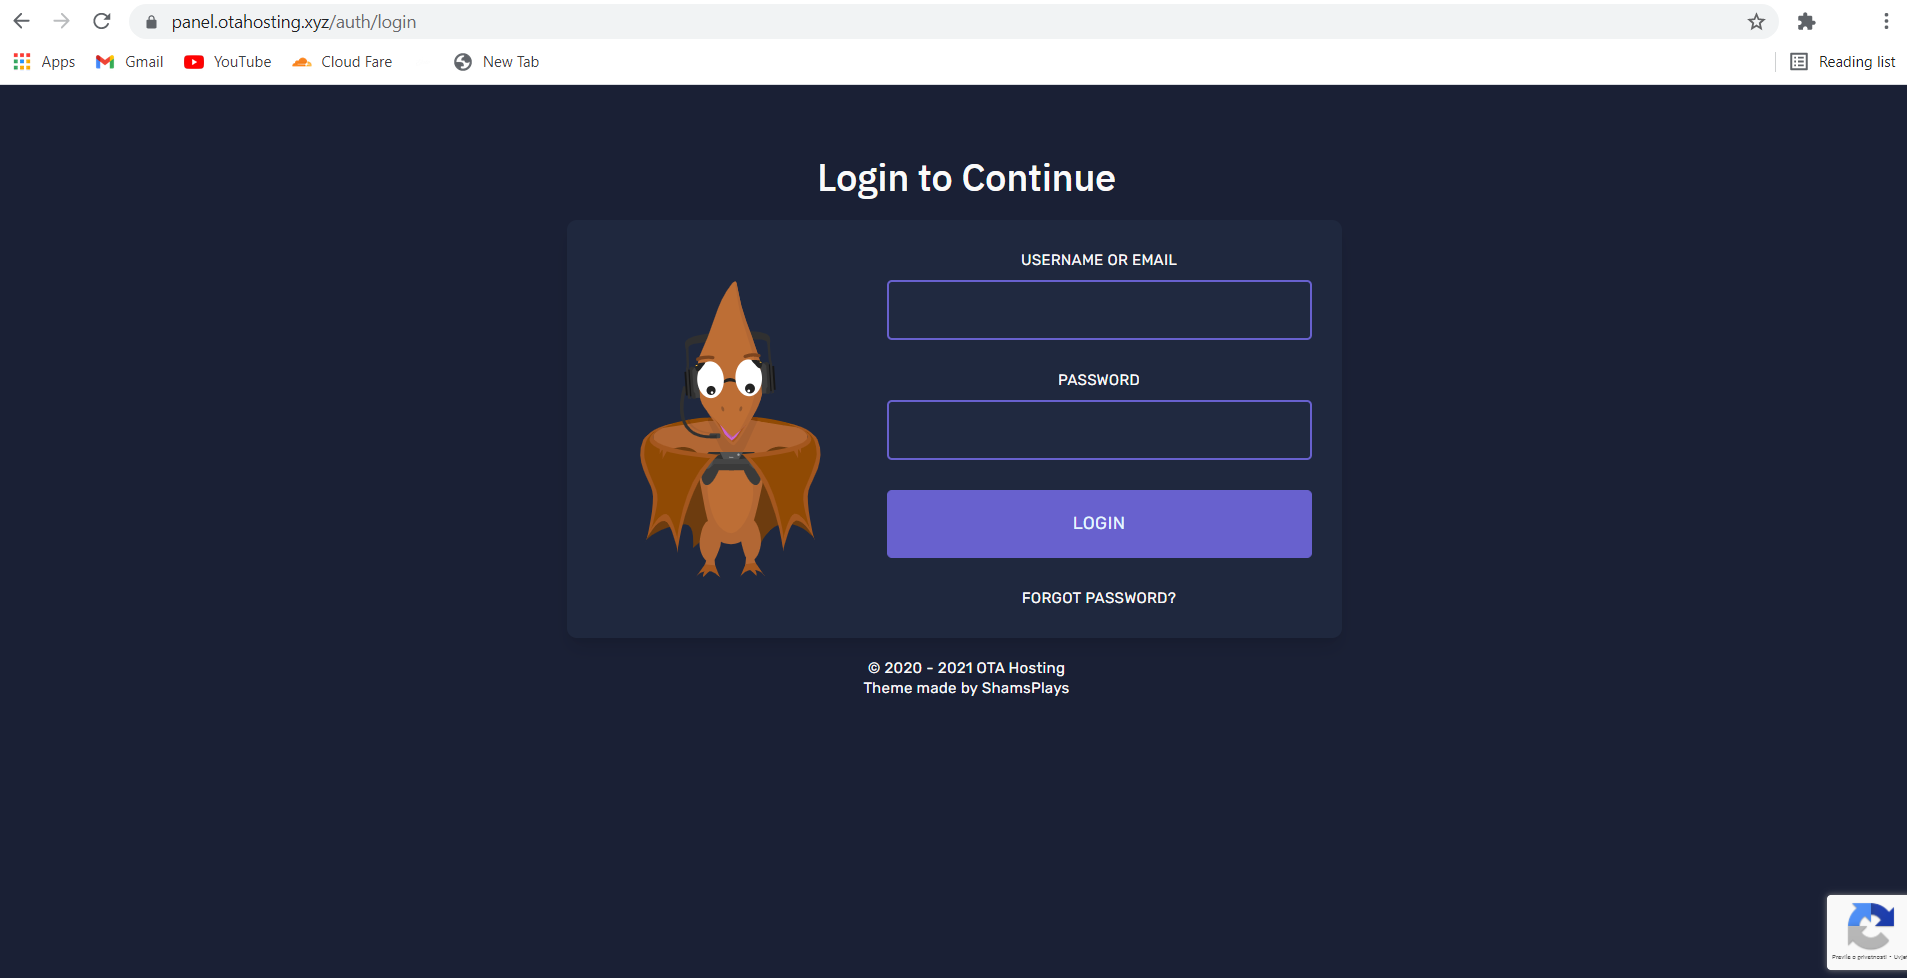 panel.otahosting.xyz/auth/login
Apps Gmail YouTube Cloud Fare New Tab Reading list
Login to Continue
USERNAME OR EMAIL
PASSWORD
LOGIN
FORGOT PASSWORD?
© 2020 - 2021 OTA Hosting
Theme made by ShamsPlays